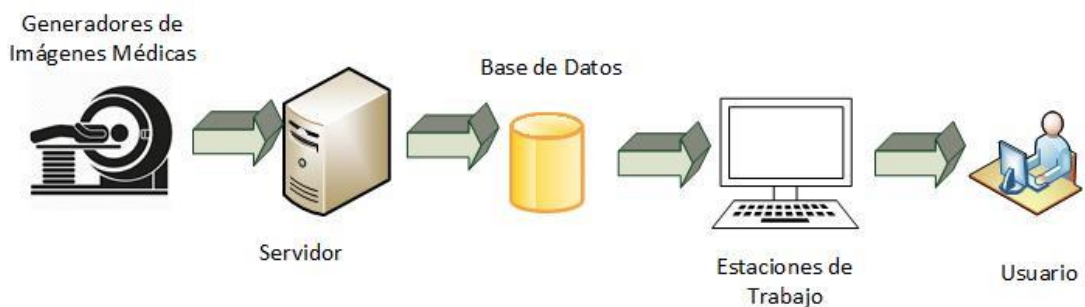 Generadores de
Imágenes Médicas
Base de Datos
Servidor
Estaciones de
Trabajo
Usuario